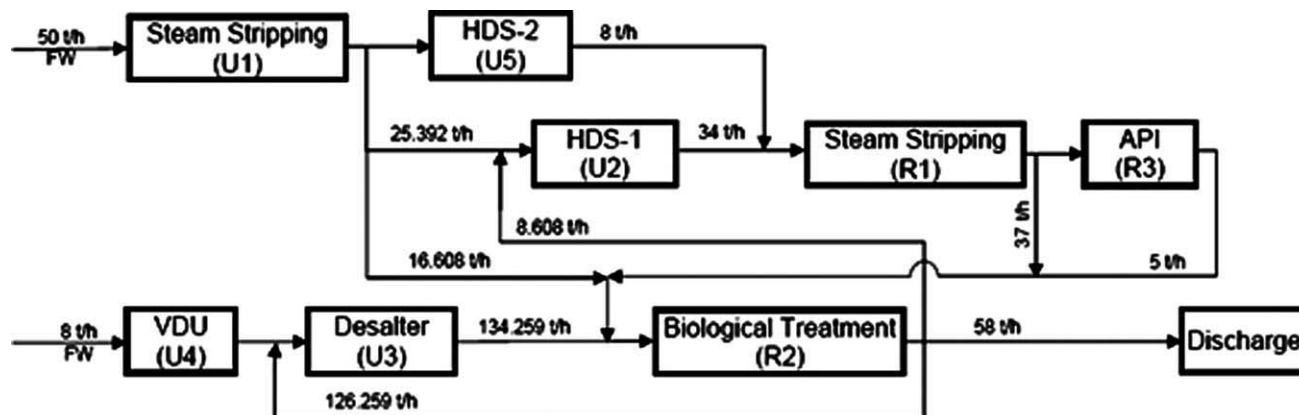 50 t/h
FW
Steam Stripping
(U1)
HDS-2
(U5)
8 t/h
25.392 t/h
HDS-1
(U2)
34 t/h
Steam Stripping
(R1)
API
(R3)
37 t/h
8.608 t/h
16.608 t/h
5 t/h
8 t/h
FW
VDU
(U4)
Desalter
(U3)
134.259 t/h
Biological Treatment
(R2)
58 t/h
Discharge
126.259 t/h